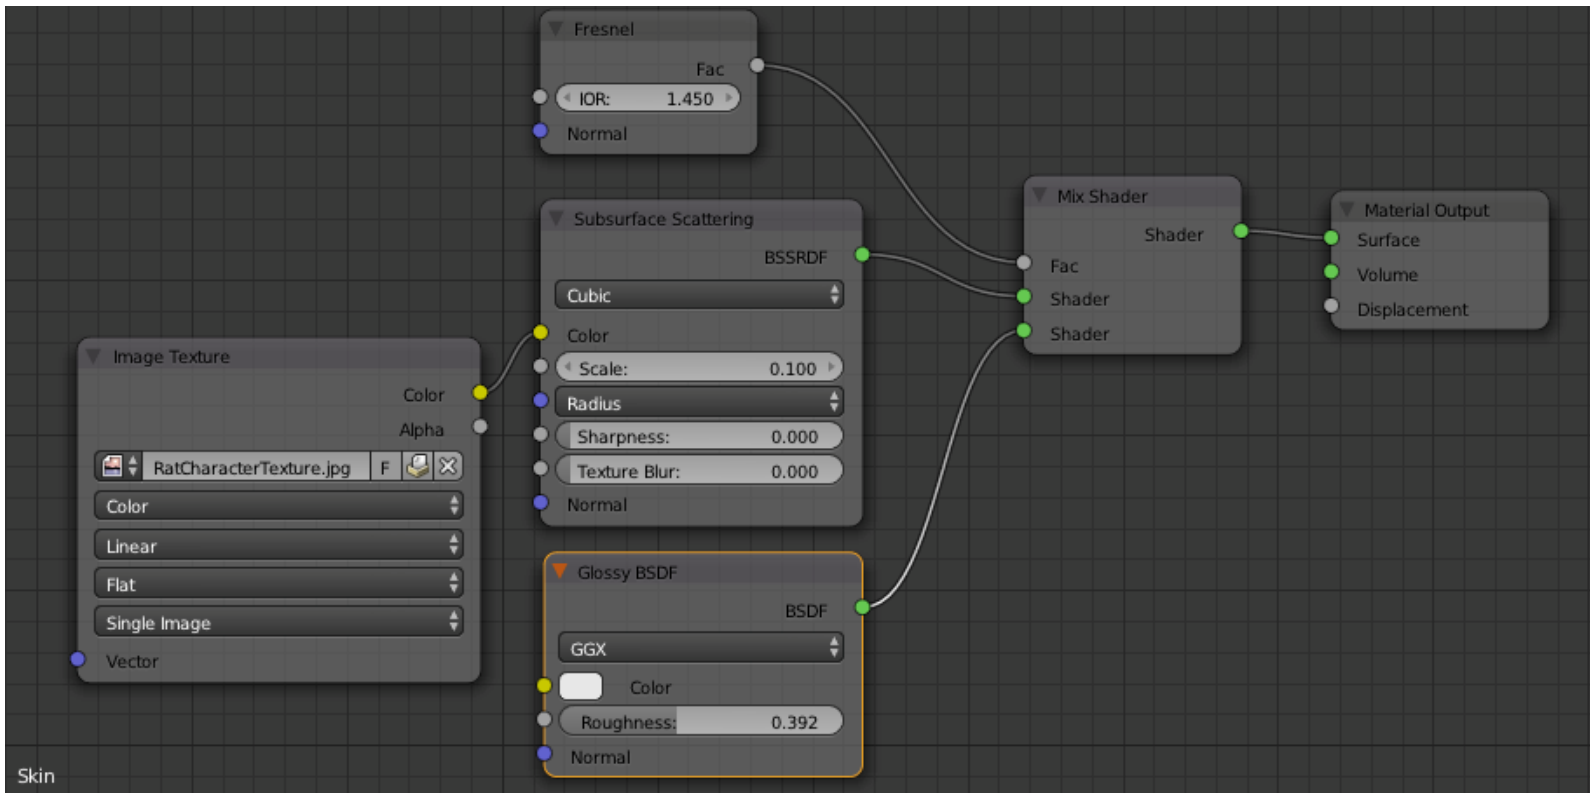 Fresnel
Fac
IOR: 1.450
Normal
Subsurface Scattering
BSSRDF
Cubic
Color
Scale: 0.100
Radius
Sharpness: 0.000
Texture Blur: 0.000
Normal
Image Texture
Color
Alpha
RatCharacterTexture.jpg F
Color
Linear
Flat
Single Image
Vector
Glossy BSDF
BSDF
GGX
Color
Roughness: 0.392
Normal
Mix Shader
Shader
Fac
Shader
Shader
Material Output
Surface
Volume
Displacement
Skin